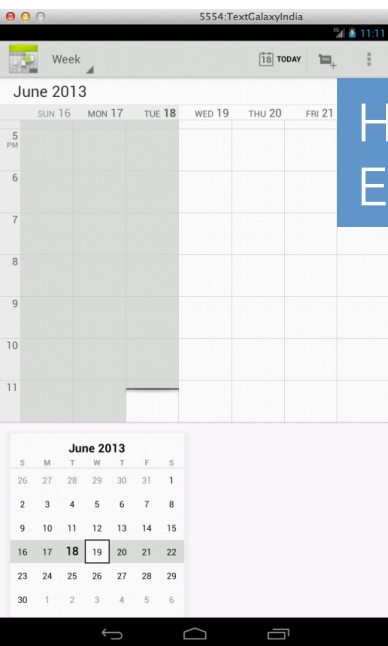 5554:TextGalaxyIndia
11:11
Week
18 TODAY
June 2013
SUN 16 MON 17 TUE 18 WED 19 THU 20 FRI 21
H
E
5
PM
6
7
8
9
10
11
June 2013
S M T W T F S
26 27 28 29 30 31 1
2 3 4 5 6 7 8
9 10 11 12 13 14 15
16 17 18 19 20 21 22
23 24 25 26 27 28 29
30 1 2 3 4 5 6